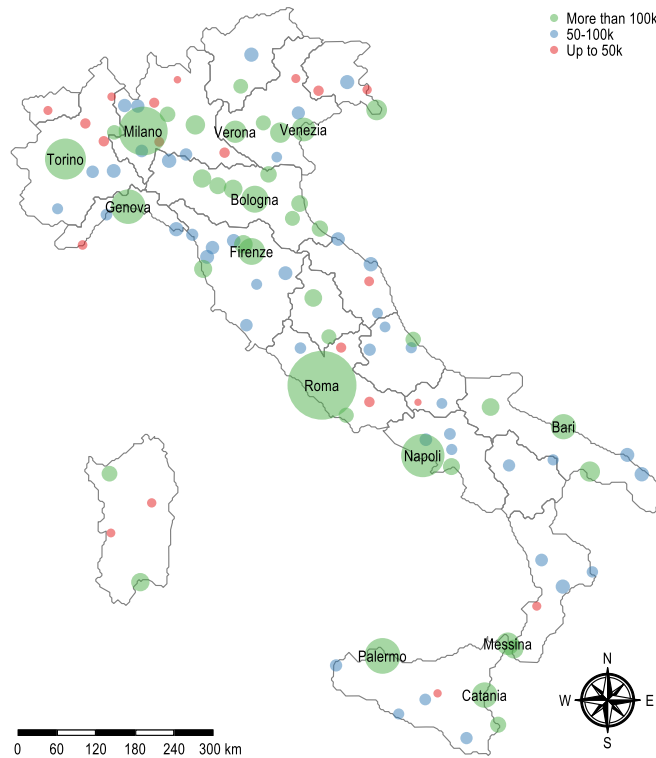 More than 100k
50-100k
Up to 50k
Milano
Verona
Venezia
Torino
Bologna
Genova
Firenze
Roma
Bari
Napoli
Messina
Palermo
Catania
N
W E
S
0 60 120 180 240 300 km